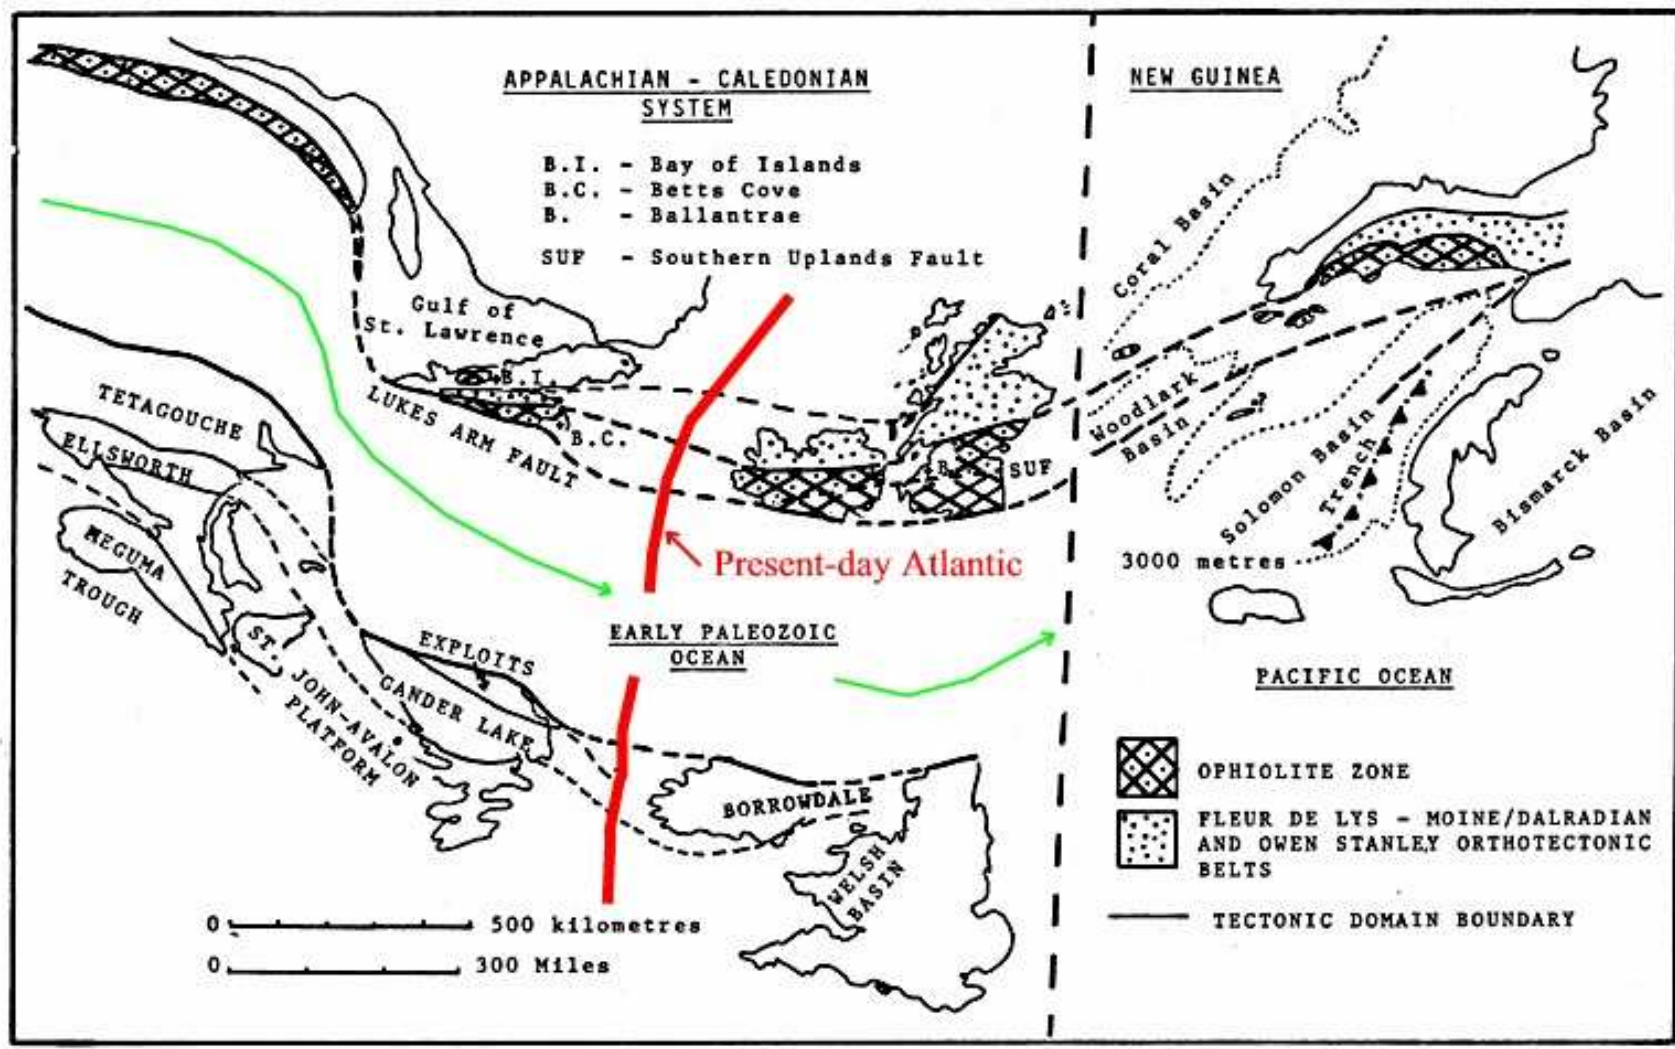 APPALACHIAN - CALEDONIAN
SYSTEM
B.I. - Bay of Islands
B.C. - Betts Cove
B. - Ballantrae
SUF - Southern Uplands Fault
Gulf of
St. Lawrence
B.I.
B.C.
LUKES ARM FAULT
B.
SUF
Present-day Atlantic
EARLY PALEOZOIC
OCEAN
TETAGOUCHE
ELLSWORTH
MEGUMA
TROUGH
ST.
JOHN-AVALON
PLATFORM
EXPLOITS
GANDER LAKE
BORROWDALE
WELSH
BASIN
0 500 kilometres
0 300 Miles
NEW GUINEA
Coral Basin
Woodlark
Basin
Solomon Basin
Trench
Bismarck Basin
3000 metres
PACIFIC OCEAN
OPHIOLITE ZONE
FLEUR DE LYS - MOINE/DALRADIAN
AND OWEN STANLEY ORTHOTECTONIC
BELTS
TECTONIC DOMAIN BOUNDARY